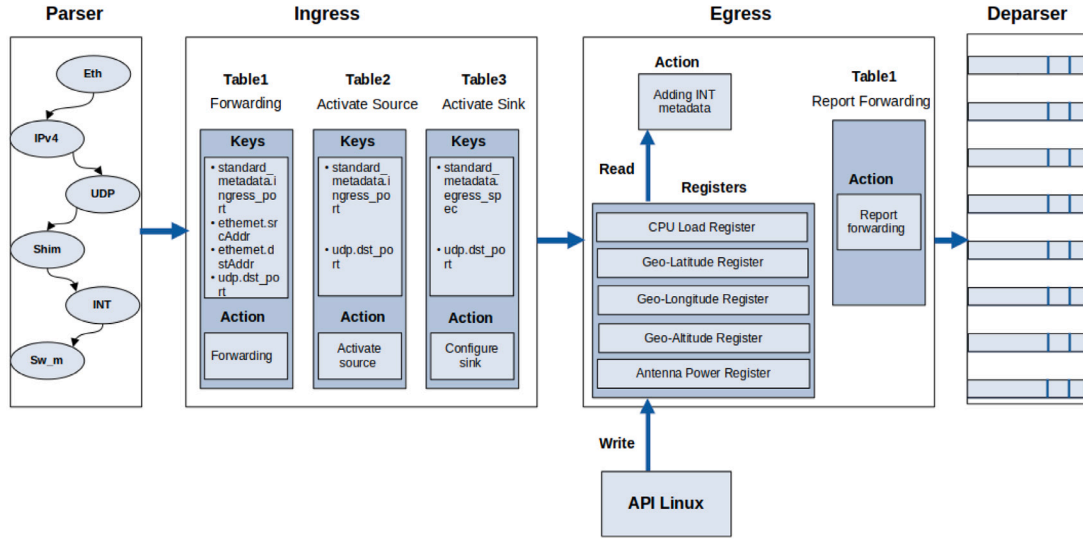 Parser
Eth
IPv4
UDP
Shim
INT
Sw_m
Ingress
Table1
Forwarding
Keys
• standard_
metadata.i
ngress_po
rt
• ethernet.sr
cAddr
• ethernet.d
stAddr
• udp.dst_po
rt
Action
Forwarding
Table2
Activate Source
Keys
• standard_
metadata.i
ngress_po
rt
• udp.dst_po
rt
Action
Activate
source
Table3
Activate Sink
Keys
• standard_
metadata.
egress_sp
ec
• udp.dst_po
rt
Action
Configure
sink
Egress
Action
Adding INT
metadata
Read
Registers
CPU Load Register
Geo-Latitude Register
Geo-Longitude Register
Geo-Altitude Register
Antenna Power Register
Write
API Linux
Table1
Report Forwarding
Action
Report
forwarding
Deparser